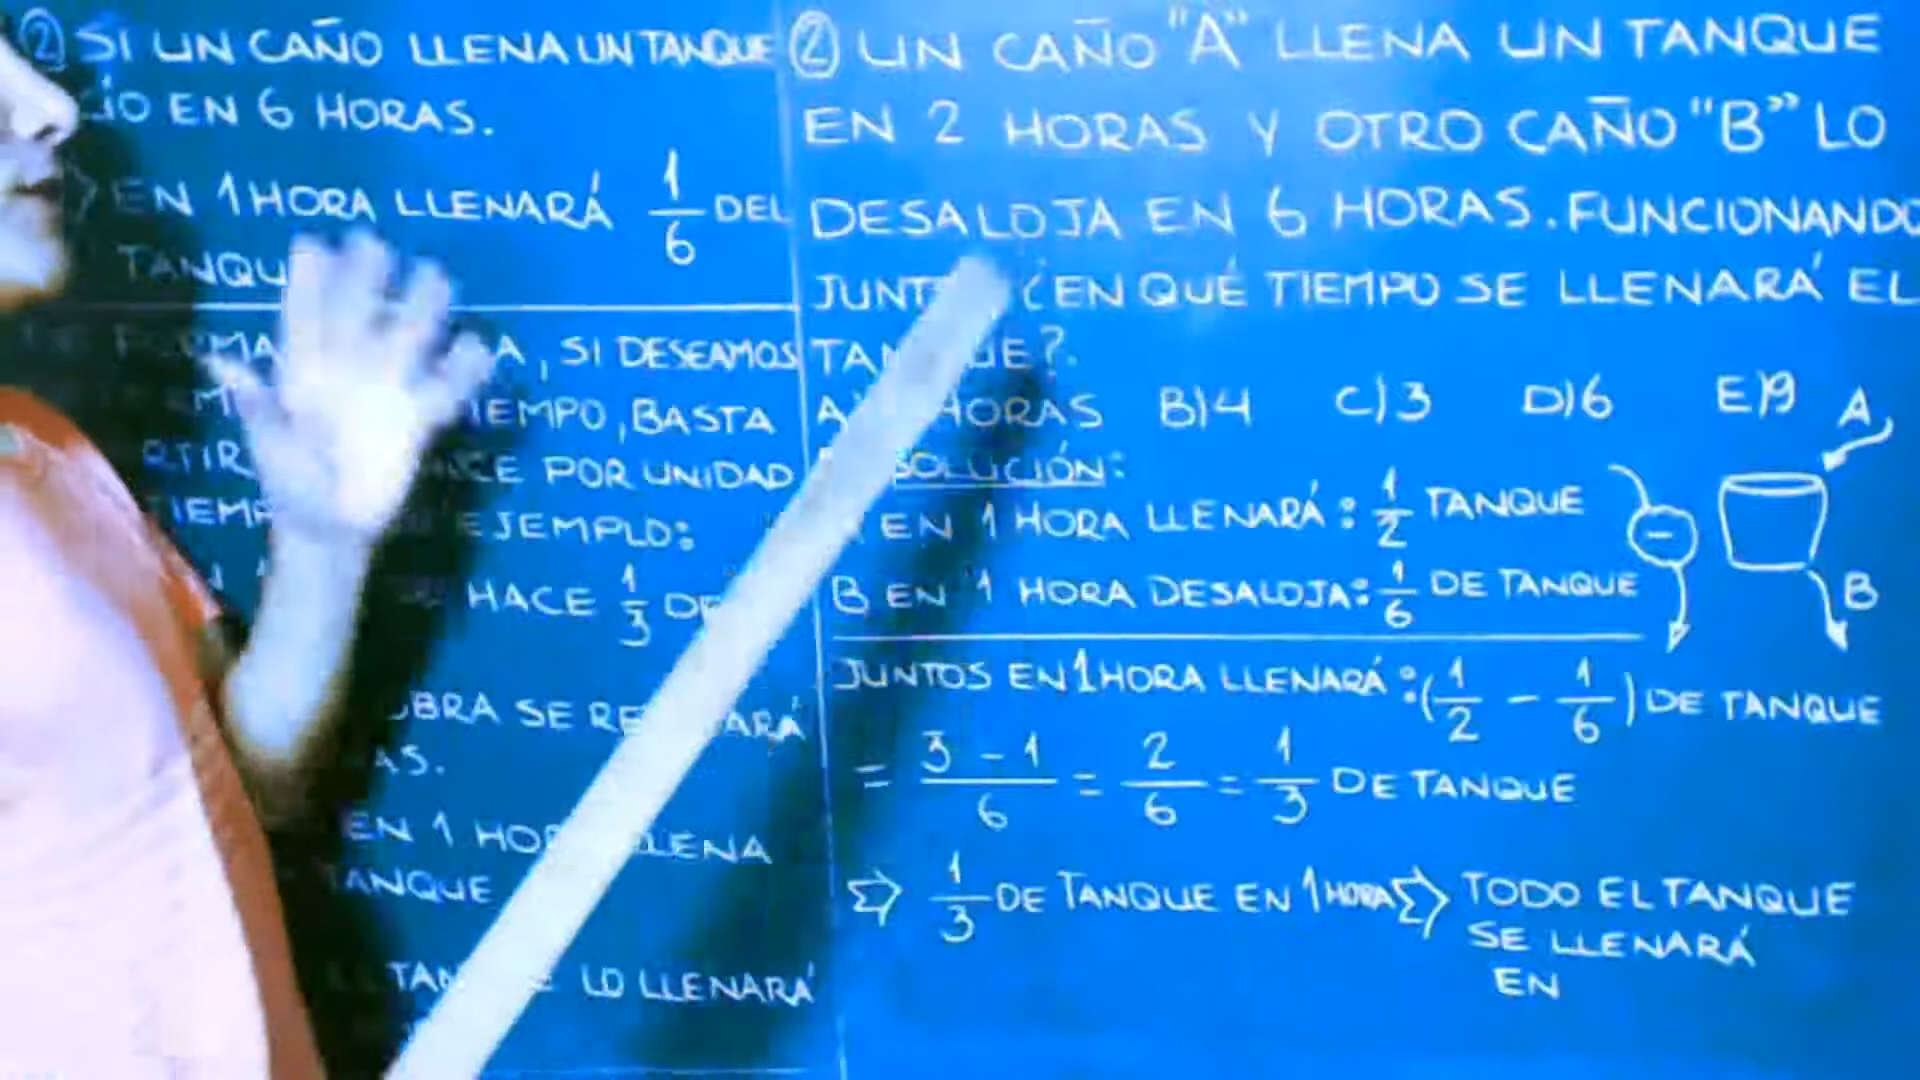 ② SI UN CAÑO LLENA UN TANQUE
EN 6 HORAS.
EN 1 HORA LLENARÁ 1/6 DEL
, SI DESEAMOS
BASTA
POR UNIDAD
EJEMPLO:
HACE 1/3
SE
EN 1
TANQUE
LO LLENARÁ
② UN CAÑO "A" LLENA UN TANQUE
EN 2 HORAS Y OTRO CAÑO "B" LO
DESALOJA EN 6 HORAS. FUNCIONANDO
¿EN QUÉ TIEMPO SE LLENARÁ EL
?.
HORAS B)4 C)3 D)6 E)9
SOLUCIÓN:
EN 1 HORA LLENARÁ: 1/2 TANQUE
B EN 1 HORA DESALOJA: 1/6 DE TANQUE
JUNTOS EN 1 HORA LLENARÁ: (1/2 - 1/6) DE TANQUE
= 3 - 1/6 = 2/6 = 1/3 DE TANQUE
⇒ 1/3 DE TANQUE EN 1 HORA ⇒ TODO EL TANQUE
SE LLENARÁ
EN
A
-
B